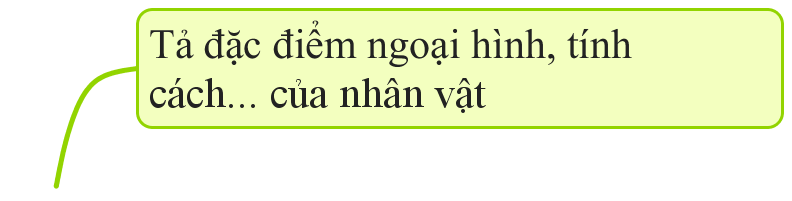 Tả đặc điểm ngoại hình, tính
cách... của nhân vật